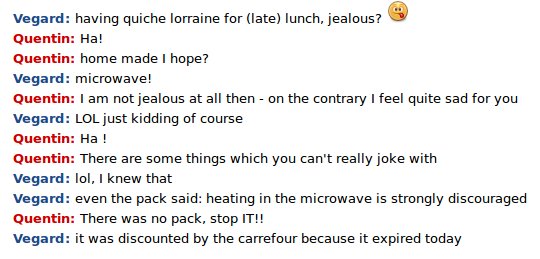 Vegard: having quiche lorraine for (late) lunch, jealous?
Quentin: Ha!
Quentin: home made I hope?
Vegard: microwave!
Quentin: I am not jealous at all then - on the contrary I feel quite sad for you
Vegard: LOL just kidding of course
Quentin: Ha !
Quentin: There are some things which you can't really joke with
Vegard: lol, I knew that
Vegard: even the pack said: heating in the microwave is strongly discouraged
Quentin: There was no pack, stop IT!!
Vegard: it was discounted by the carrefour because it expired today